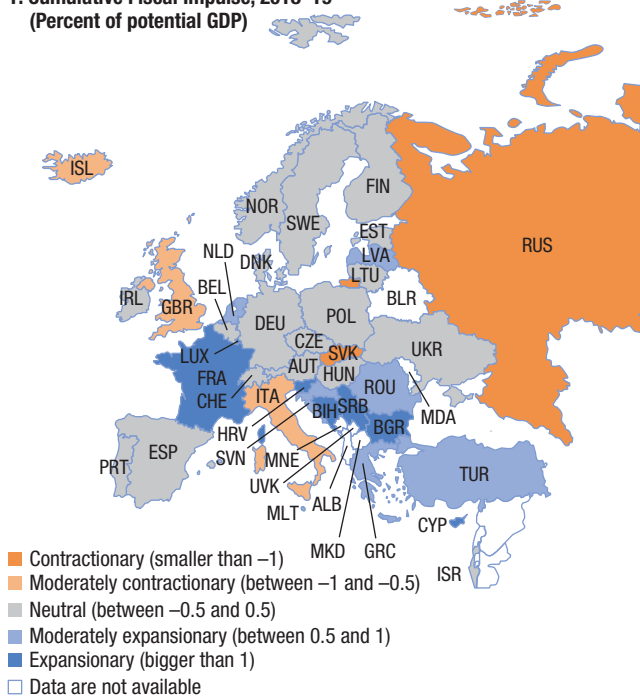 1. Cumulative Fiscal Impulse, 2018–19
(Percent of potential GDP)
ISL
FIN
NOR
SWE
EST
RUS
NLD
DNK
LVA
LTU
BEL
BLR
IRL
GBR
DEU
POL
CZE
UKR
LUX
SVK
AUT
HUN
FRA
ROU
CHE
ITA
BIH
SRB
MDA
HRV
BGR
ESP
SVN
MNE
PRT
TUR
UVK
ALB
MLT
CYP
MKD
GRC
ISR
Contractionary (smaller than –1)
Moderately contractionary (between –1 and –0.5)
Neutral (between –0.5 and 0.5)
Moderately expansionary (between 0.5 and 1)
Expansionary (bigger than 1)
Data are not available